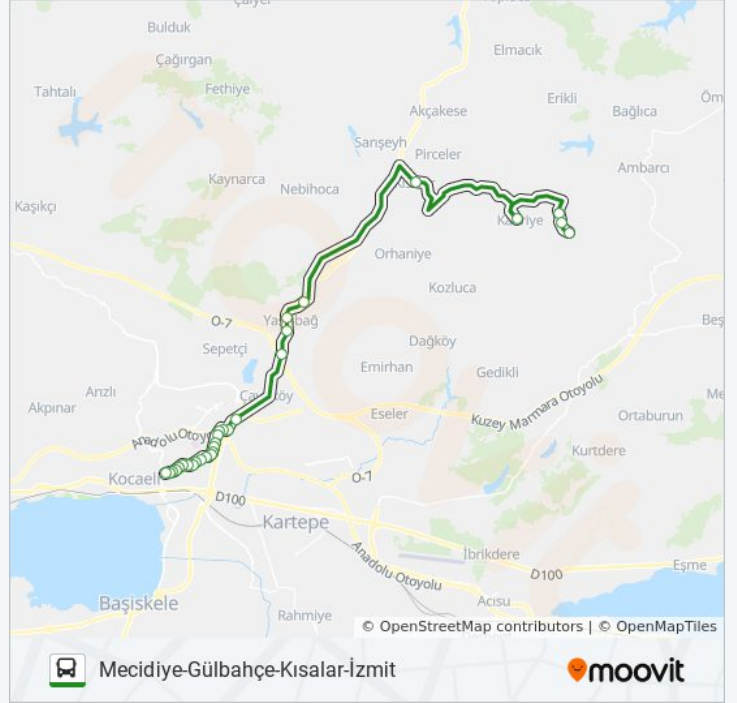 Bulduk
Çağırgan
Elmacık
Tahtalı
Fethiye
Erikli
Akçakese
Bağlıca
Sarışeyh
Pirceler
Ambarcı
Kaynarca
Nebihoca
Kaşıkçı
Orhaniye
Kozluca
O-7
Sepetçi
Dağköy
Emirhan
Gedikli
Arızlı
Akpınar
Eseler
Kuzey Marmara Otoyolu
Ortaburun
Kurtdere
Kocaeli
O-7
D100
Kartepe
İbrikdere
D100
Eşme
Anadolu Otoyolu
Acısu
Başiskele
Rahmiye
© OpenStreetMap contributors | © OpenMapTiles
Mecidiye-Gülbahçe-Kısalar-İzmit
moovit